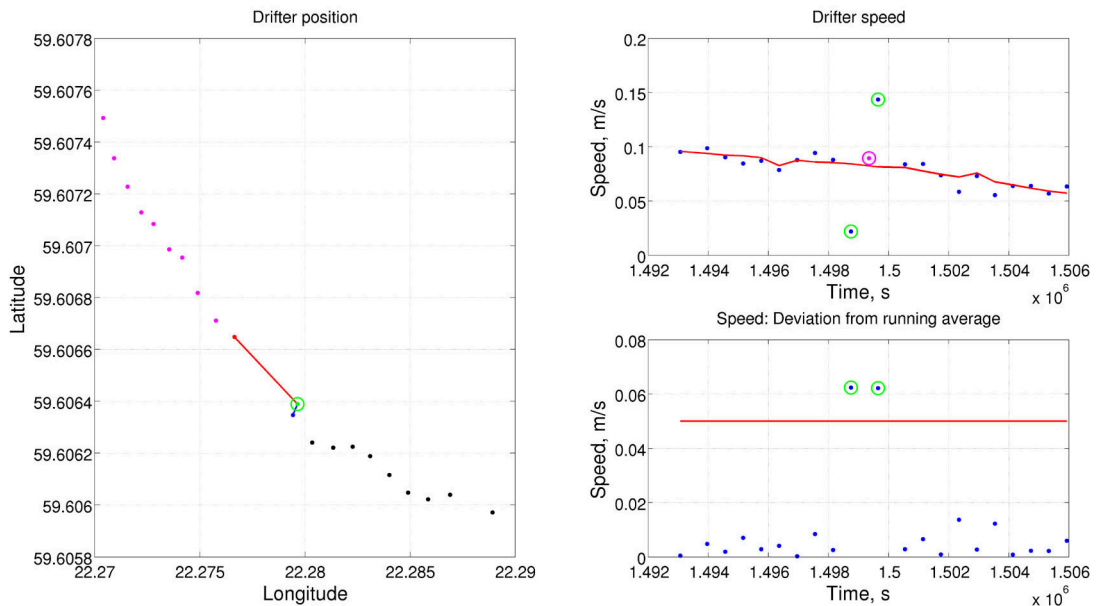 Drifter position
59.6078
59.6076
59.6074
59.6072
59.607
59.6068
59.6066
59.6064
59.6062
59.606
59.6058
Latitude
22.27 22.275 22.28 22.285 22.29
Longitude
Drifter speed
0.2
0.15
0.1
0.05
0
Speed, m/s
1.492 1.494 1.496 1.498 1.5 1.502 1.504 1.506
Time, s
x 10^6
Speed: Deviation from running average
0.08
0.06
0.04
0.02
0
Speed, m/s
1.492 1.494 1.496 1.498 1.5 1.502 1.504 1.506
Time, s
x 10^6